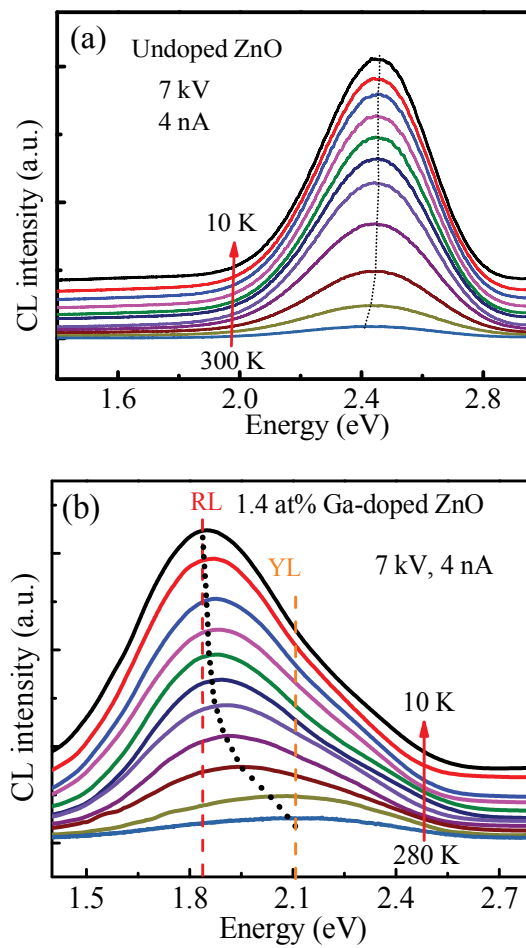 (a)
Undoped ZnO
7 kV
4 nA
10 K
300 K
CL intensity (a.u.)
1.6 2.0 2.4 2.8
Energy (eV)
(b)
RL
1.4 at% Ga-doped ZnO
YL
7 kV, 4 nA
10 K
280 K
CL intensity (a.u.)
1.5 1.8 2.1 2.4 2.7
Energy (eV)